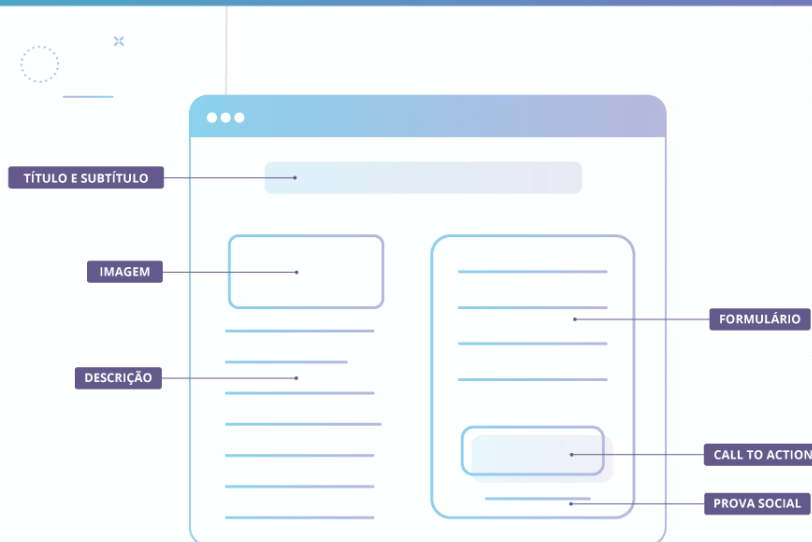 TÍTULO E SUBTÍTULO
IMAGEM
DESCRIÇÃO
FORMULÁRIO
CALL TO ACTION
PROVA SOCIAL